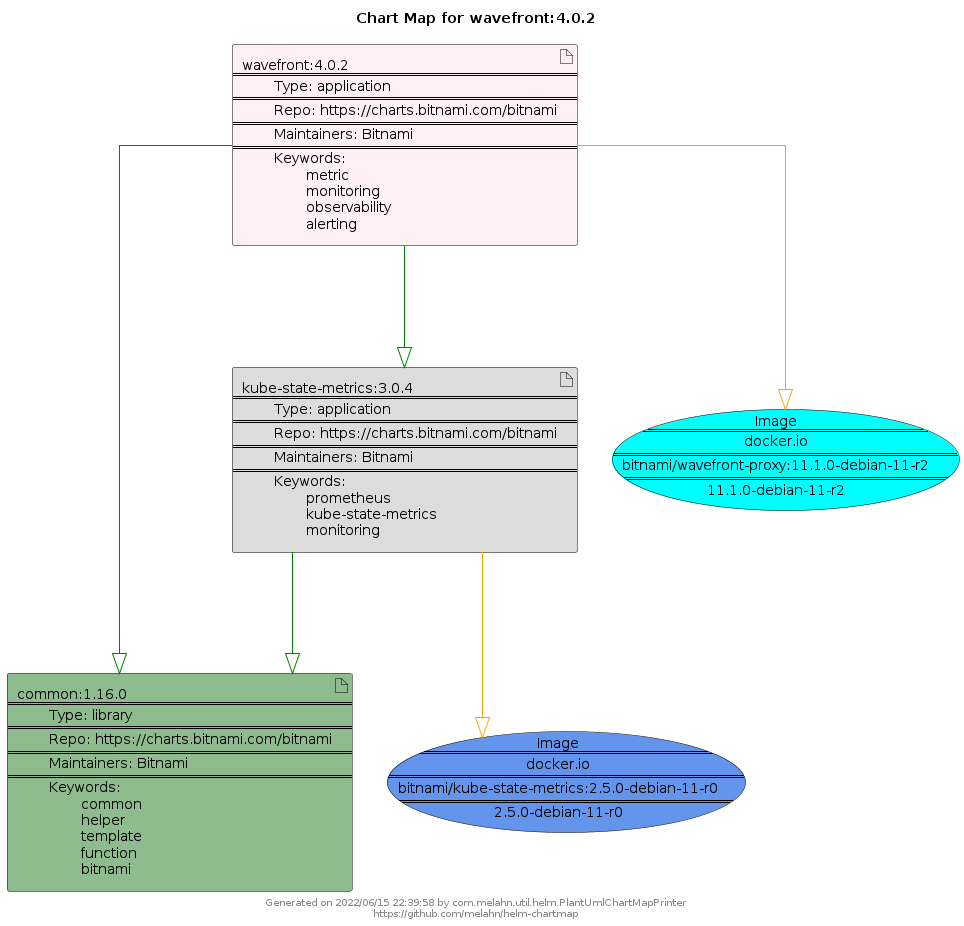 Chart Map for wavefront:4.0.2
wavefront:4.0.2
Type: application
Repo: https://charts.bitnami.com/bitnami
Maintainers: Bitnami
Keywords:
metric
monitoring
observability
alerting
kube-state-metrics:3.0.4
Type: application
Repo: https://charts.bitnami.com/bitnami
Maintainers: Bitnami
Keywords:
prometheus
kube-state-metrics
monitoring
Image
docker.io
bitnami/wavefront-proxy:11.1.0-debian-11-r2
11.1.0-debian-11-r2
common:1.16.0
Type: library
Repo: https://charts.bitnami.com/bitnami
Maintainers: Bitnami
Keywords:
common
helper
template
function
bitnami
Image
docker.io
bitnami/kube-state-metrics:2.5.0-debian-11-r0
2.5.0-debian-11-r0
Generated on 2022/06/15 22:39:58 by com.melahn.util.helm.PlantUmlChartMapPrinter
https://github.com/melahn/helm-chartmap